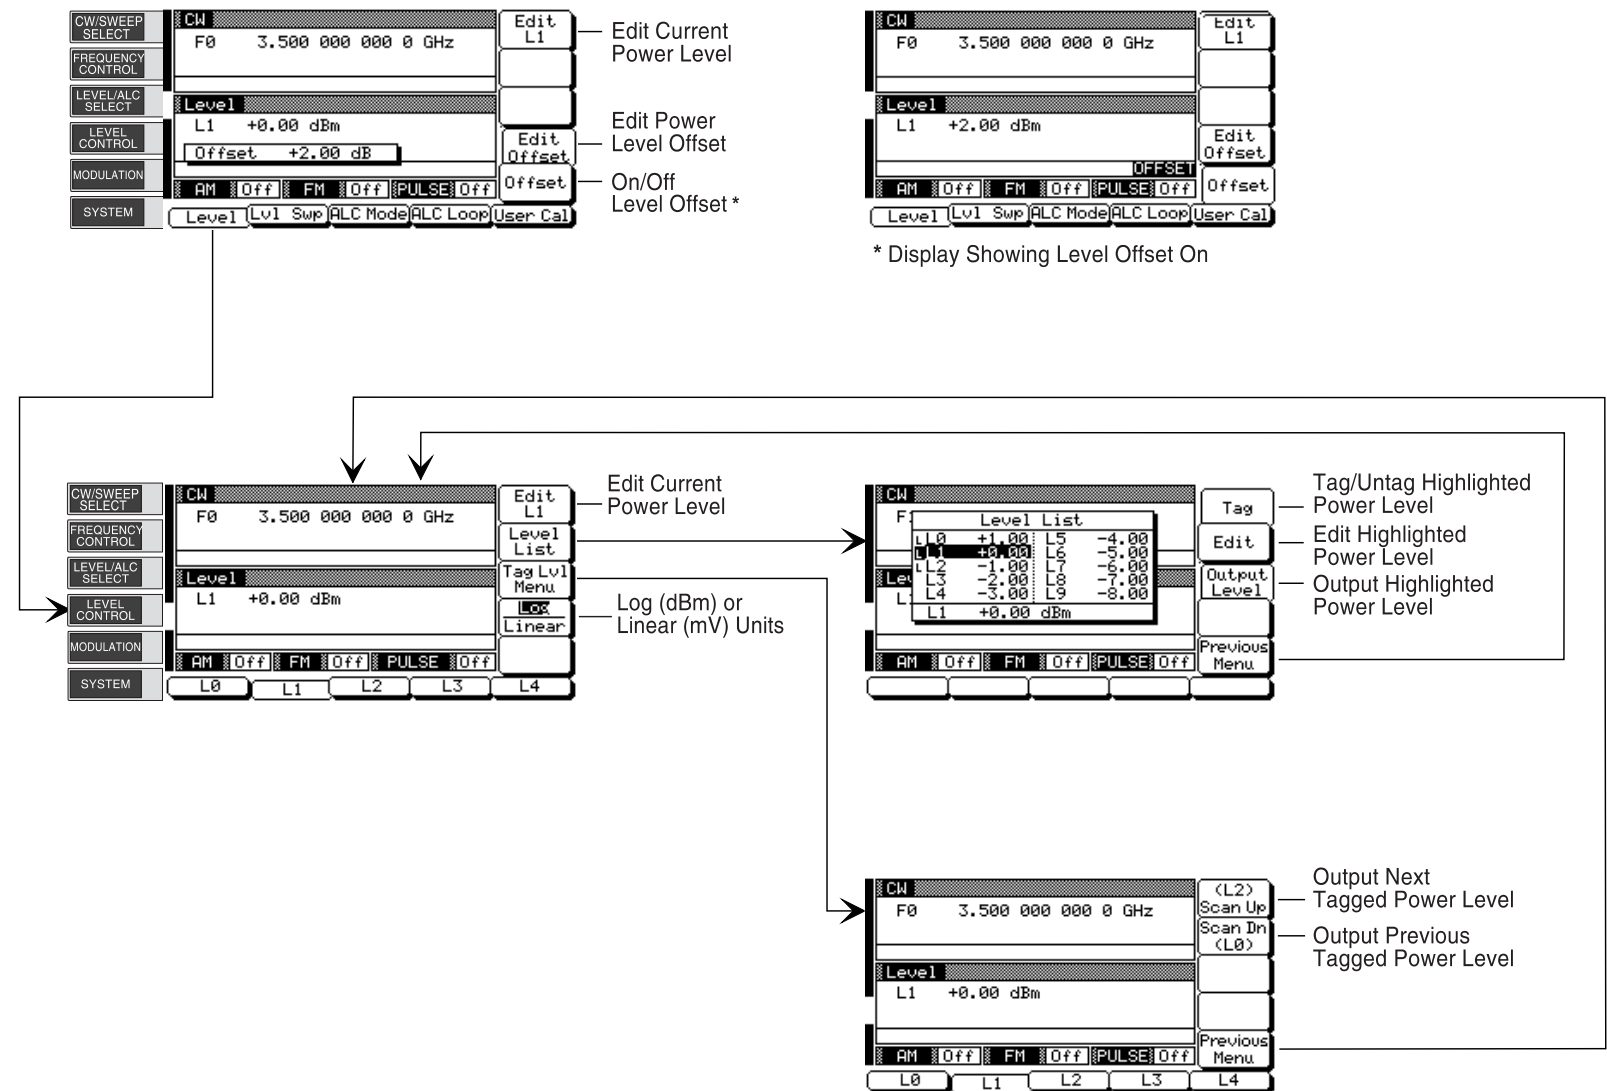 CW/SWEEP
SELECT
FREQUENCY
CONTROL
LEVEL/ALC
SELECT
LEVEL
CONTROL
MODULATION
SYSTEM
CW
F0 3.500 000 000 0 GHz
Level
L1 +0.00 dBm
Offset +2.00 dB
AM Off FM Off PULSE Off
Level Lvl Swp ALC Mode ALC Loop User Cal
Edit
L1
Edit
Offset
Offset
Edit Current
Power Level
Edit Power
Level Offset
On/Off
Level Offset *
CW
F0 3.500 000 000 0 GHz
Level
L1 +2.00 dBm
OFFSET
AM Off FM Off PULSE Off
Level Lvl Swp ALC Mode ALC Loop User Cal
Edit
L1
Edit
Offset
Offset
* Display Showing Level Offset On
CW/SWEEP
SELECT
FREQUENCY
CONTROL
LEVEL/ALC
SELECT
LEVEL
CONTROL
MODULATION
SYSTEM
CW
F0 3.500 000 000 0 GHz
Level
L1 +0.00 dBm
AM Off FM Off PULSE Off
L0 L1 L2 L3 L4
Edit
L1
Level
List
Tag Lvl
Menu
Log
Linear
Edit Current
Power Level
Log (dBm) or
Linear (mV) Units
CW
F1
Level List
L0 +1.00 L5 -4.00
L1 +0.00 L6 -5.00
L2 -1.00 L7 -6.00
L3 -2.00 L8 -7.00
L4 -3.00 L9 -8.00
L1 +0.00 dBm
Lev
L
AM Off FM Off PULSE Off
Tag
Edit
Output
Level
Previous
Menu
Tag/Untag Highlighted
Power Level
Edit Highlighted
Power Level
Output Highlighted
Power Level
CW
F0 3.500 000 000 0 GHz
Level
L1 +0.00 dBm
AM Off FM Off PULSE Off
L0 L1 L2 L3 L4
(L2)
Scan Up
Scan Dn
(L0)
Previous
Menu
Output Next
Tagged Power Level
Output Previous
Tagged Power Level